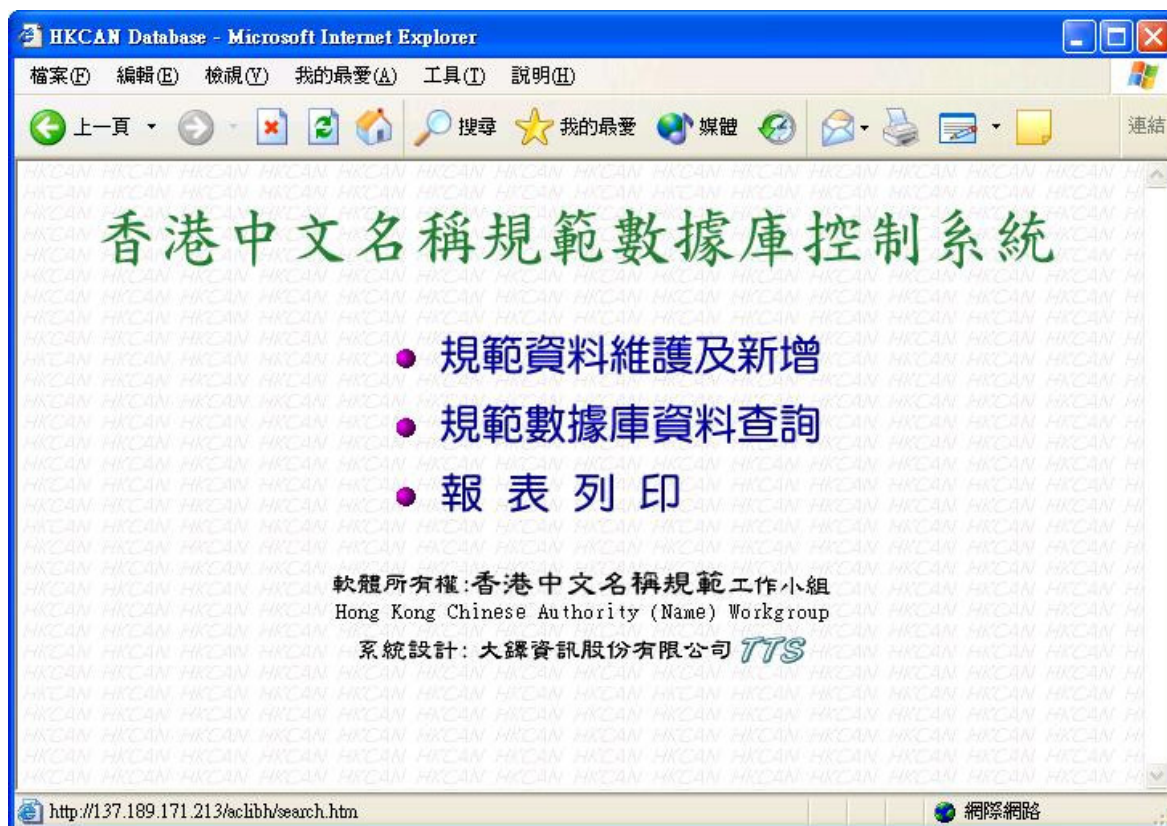 HKCAN Database - Microsoft Internet Explorer
檔案(F) 編輯(E) 檢視(V) 我的最愛(A) 工具(T) 說明(H)
上一頁 搜尋 我的最愛 媒體 連結
香港中文名稱規範數據庫控制系統
規範資料維護及新增
規範數據庫資料查詢
報表列印
軟體所有權:香港中文名稱規範工作小組
Hong Kong Chinese Authority (Name) Workgroup
系統設計: 大鐸資訊股份有限公司 TTS
http://137.189.171.213/aclibh/search.htm 網際網路